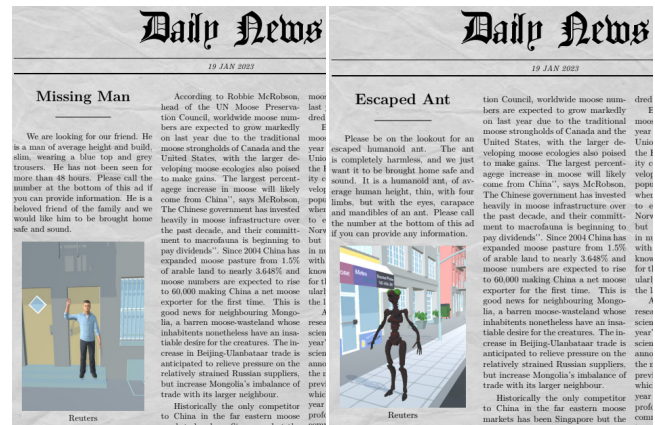 Daily News
19 JAN 2023
Missing Man
We are looking for our friend. He
is a man of average height and build,
slim, wearing a blue top and grey
trousers. He has not been seen for
more than 48 hours. Please call the
number at the bottom of this ad if
you can provide information. He is a
beloved friend of the family and we
would like him to be brought home
safe and sound.
Reuters
According to Robbie McRobson,
head of the UN Moose Preserva-
tion Council, worldwide moose num-
bers are expected to grow markedly
on last year due to the traditional
moose strongholds of Canada and the
United States, with the larger de-
veloping moose ecologies also poised
to make gains. The largest percent-
agege increase in moose will likely
come from China", says McRobson,
The Chinese government has invested
heavily in moose infrastructure over
the past decade, and their committ-
ment to macrofauna is beginning to
pay dividends". Since 2004 China has
expanded moose pasture from 1.5%
of arable land to nearly 3.648% and
moose numbers are expected to rise
to 60,000 making China a net moose
exporter for the first time. This is
good news for neighbouring Mongo-
lia, a barren moose-wasteland whose
inhabitents nonetheless have an insa-
tiable desire for the creatures. The in-
crease in Beijing-Ulanbataar trade is
anticipated to relieve pressure on the
relatively strained Russian suppliers,
but increase Mongolia's imbalance of
trade with its larger neighbour.
Historically the only competitor
to China in the far eastern moose
Daily News
19 JAN 2023
Escaped Ant
Please be on the lookout for an
escaped humanoid ant. The ant
is completely harmless, and we just
want it to be brought home safe and
sound. It is a humanoid ant, of av-
erage human height, thin, with four
limbs, but with the eyes, carapace
and mandibles of an ant. Please call
the number at the bottom of this ad
if you can provide any information.
Reuters
tion Council, worldwide moose num-
bers are expected to grow markedly
on last year due to the traditional
moose strongholds of Canada and the
United States, with the larger de-
veloping moose ecologies also poised
to make gains. The largest percent-
agege increase in moose will likely
come from China", says McRobson,
The Chinese government has invested
heavily in moose infrastructure over
the past decade, and their committ-
ment to macrofauna is beginning to
pay dividends". Since 2004 China has
expanded moose pasture from 1.5%
of arable land to nearly 3.648% and
moose numbers are expected to rise
to 60,000 making China a net moose
exporter for the first time. This is
good news for neighbouring Mongo-
lia, a barren moose-wasteland whose
inhabitents nonetheless have an insa-
tiable desire for the creatures. The in-
crease in Beijing-Ulanbataar trade is
anticipated to relieve pressure on the
relatively strained Russian suppliers,
but increase Mongolia's imbalance of
trade with its larger neighbour.
Historically the only competitor
to China in the far eastern moose
markets has been Singapore but the